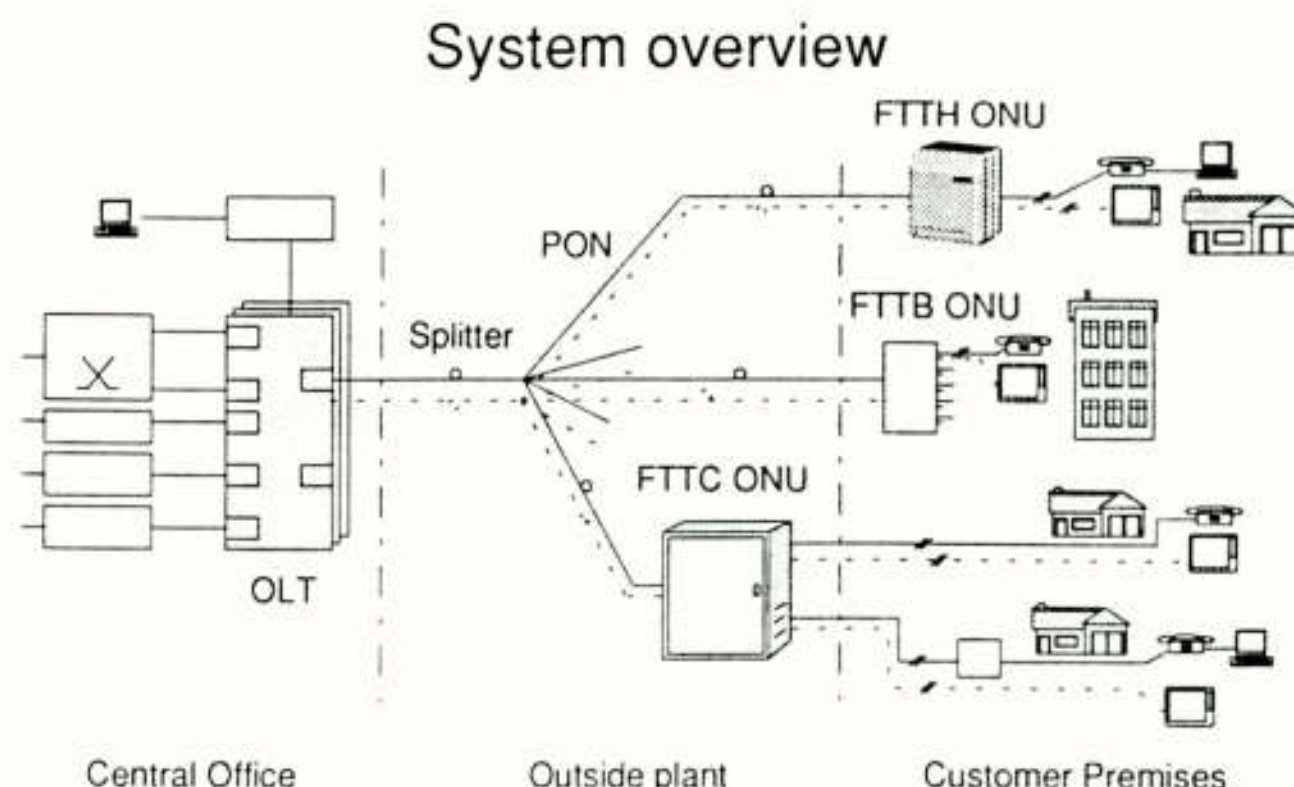 System overview
FTTH ONU
PON
FTTB ONU
Splitter
FTTC ONU
OLT
Central Office
Outside plant
Customer Premises